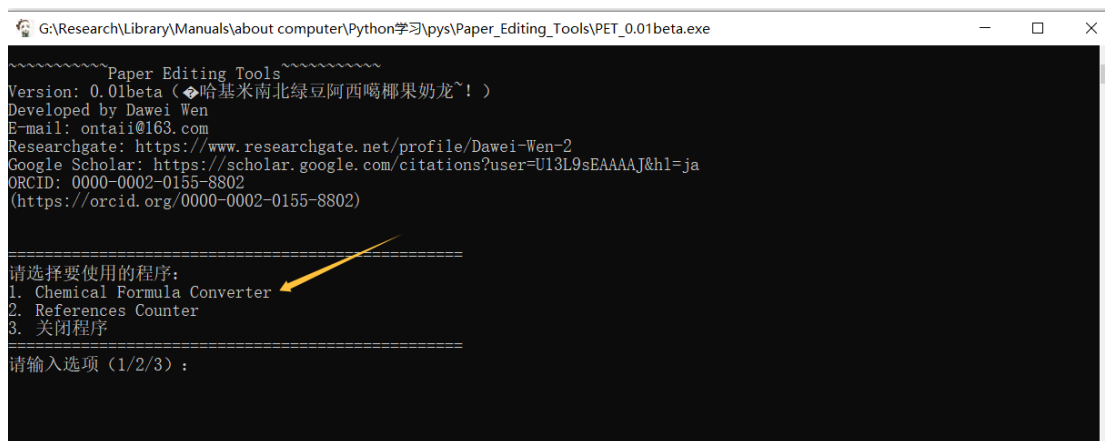 G:\Research\Library\Manuals\about computer\Python学习\pys\Paper_Editing_Tools\PET_0.01beta.exe
~~~~~~~~~~~Paper Editing Tools~~~~~~~~~~~
Version: 0.01beta（�哈基米南北绿豆阿西噶椰果奶龙~！）
Developed by Dawei Wen
E-mail: ontaii@163.com
Researchgate: https://www.researchgate.net/profile/Dawei-Wen-2
Google Scholar: https://scholar.google.com/citations?user=U13L9sEAAAAJ&hl=ja
ORCID: 0000-0002-0155-8802
(https://orcid.org/0000-0002-0155-8802)
==================================================
请选择要使用的程序：
1. Chemical Formula Converter
2. References Counter
3. 关闭程序
==================================================
请输入选项（1/2/3）：